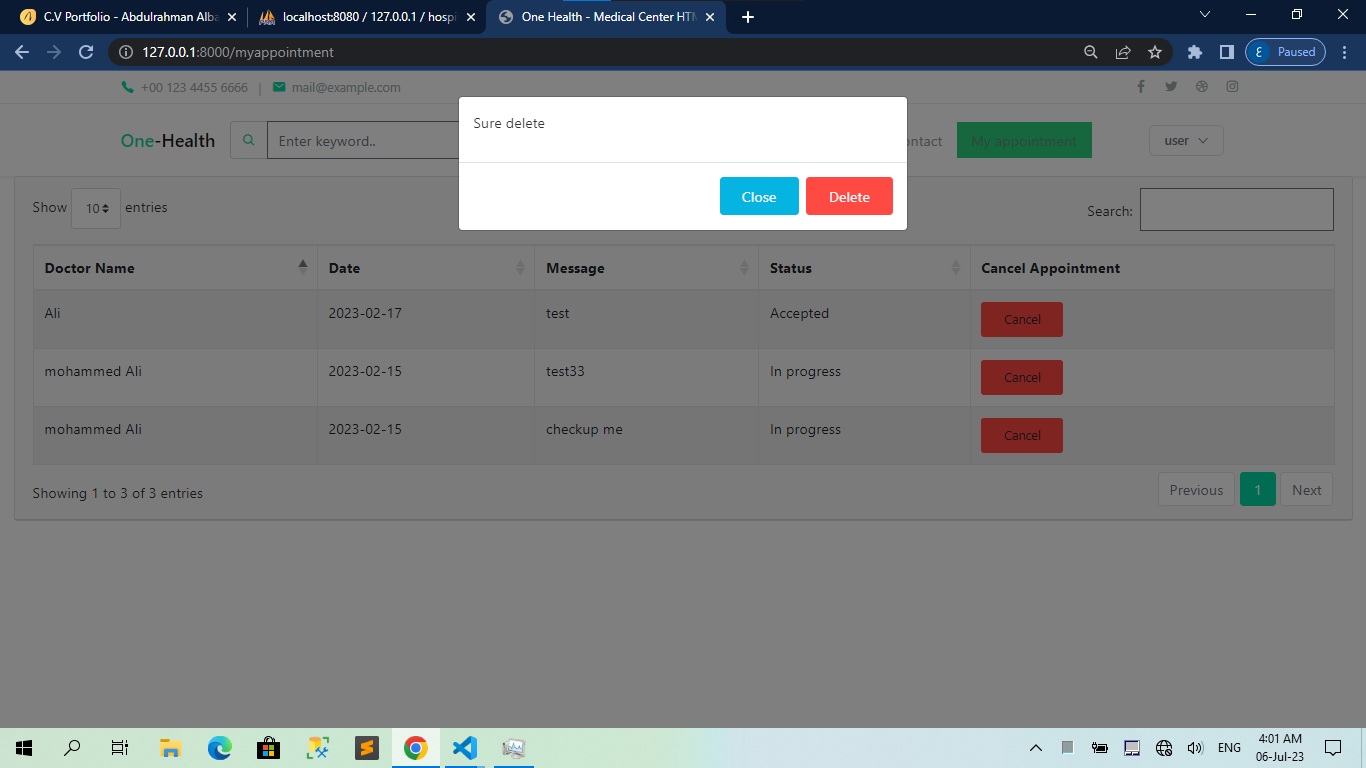 C.V Portfolio - Abdulrahman Alba
localhost:8080 / 127.0.0.1 / hospi
One Health - Medical Center HTM
127.0.0.1:8000/myappointment
Paused
+00 123 4455 6666 | mail@example.com
Sure delete
One-Health
Enter keyword..
ontact
My appointment
user
Close
Delete
Show 10 entries
Search:
Doctor Name Date Message Status Cancel Appointment
Ali 2023-02-17 test Accepted Cancel
mohammed Ali 2023-02-15 test33 In progress Cancel
mohammed Ali 2023-02-15 checkup me In progress Cancel
Showing 1 to 3 of 3 entries
Previous 1 Next
ENG
4:01 AM
06-Jul-23